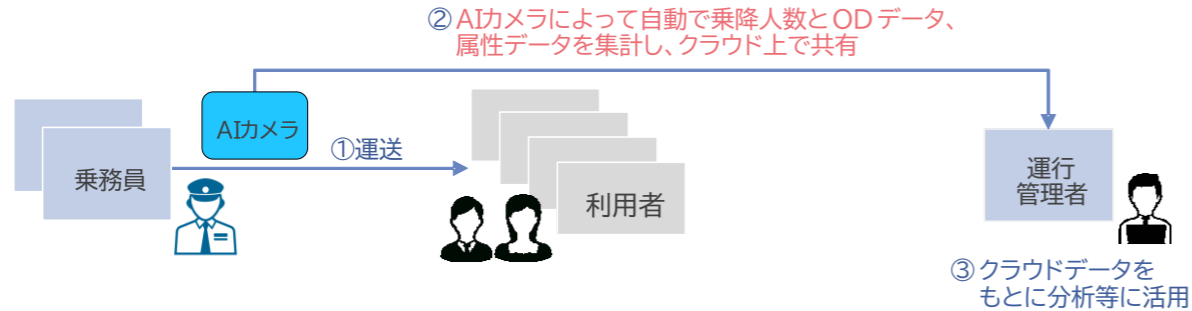 ② AIカメラによって自動で乗降人数とODデータ、
属性データを集計し、クラウド上で共有
AIカメラ
①運送
乗務員
利用者
運行
管理者
③ クラウドデータを
もとに分析等に活用